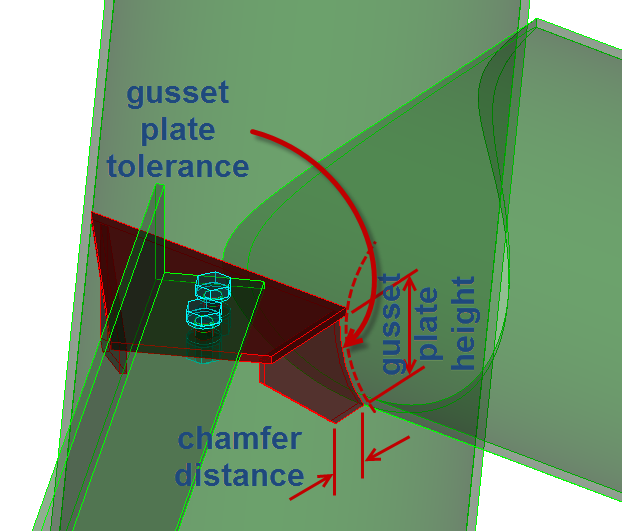 gusset
plate
tolerance
gusset
plate
height
chamfer
distance